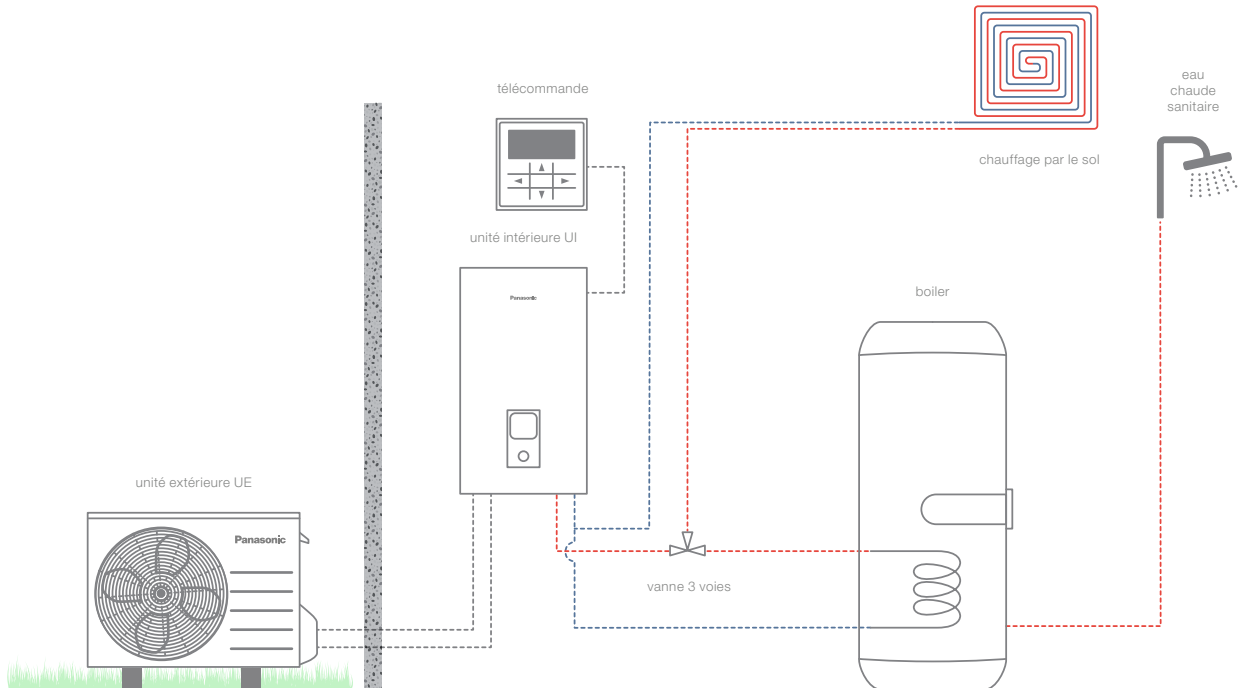 télécommande
eau
chaude
sanitaire
chauffage par le sol
unité intérieure UI
Panasonic
boiler
unité extérieure UE
Panasonic
vanne 3 voies